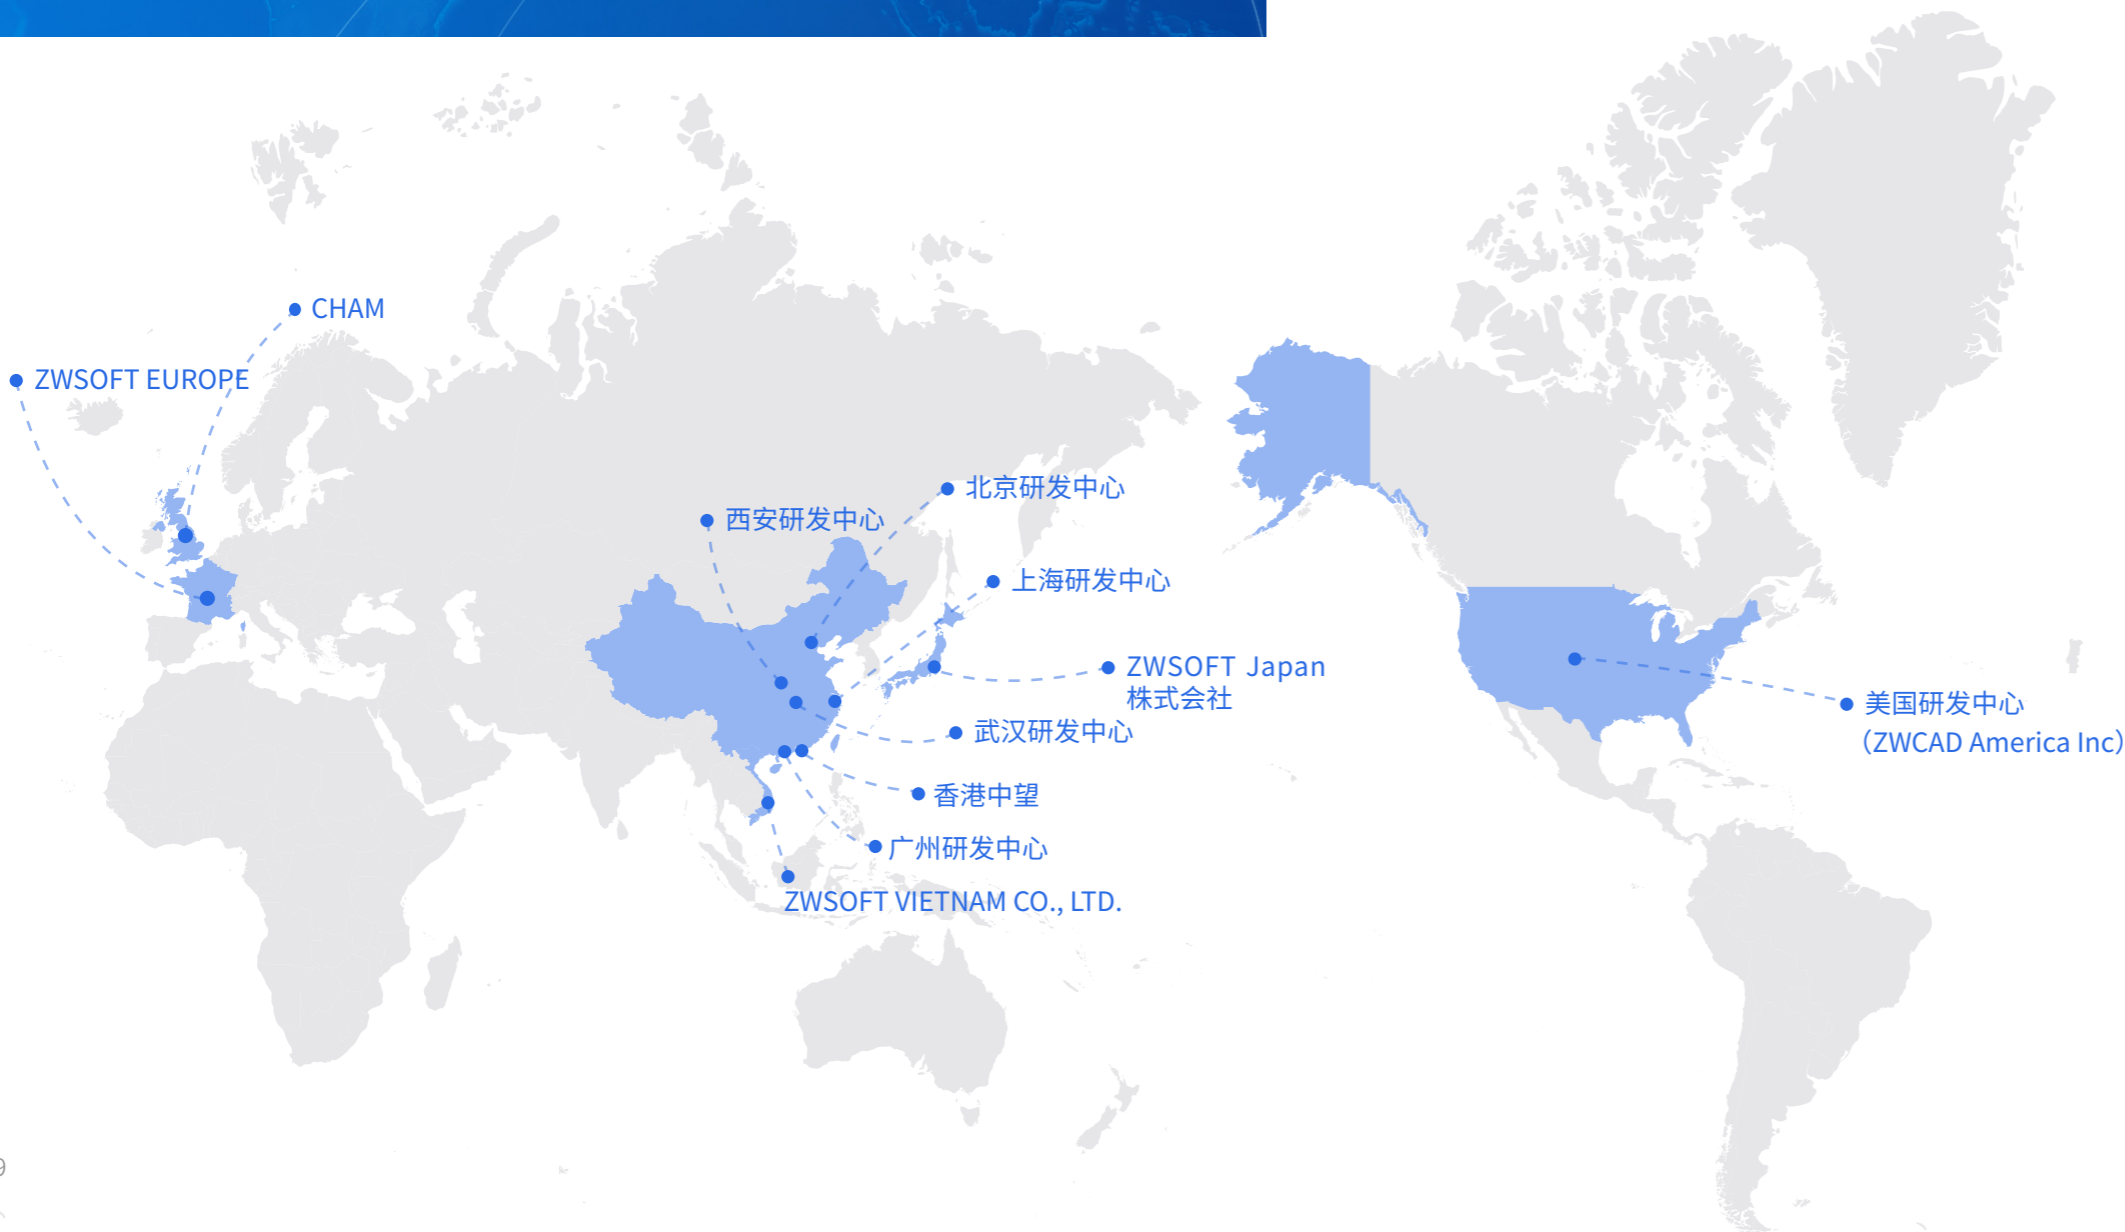 CHAM
ZWSOFT EUROPE
北京研发中心
西安研发中心
上海研发中心
ZWSOFT Japan
株式会社
武汉研发中心
美国研发中心
（ZWCAD America Inc）
香港中望
广州研发中心
ZWSOFT VIETNAM CO., LTD.
9